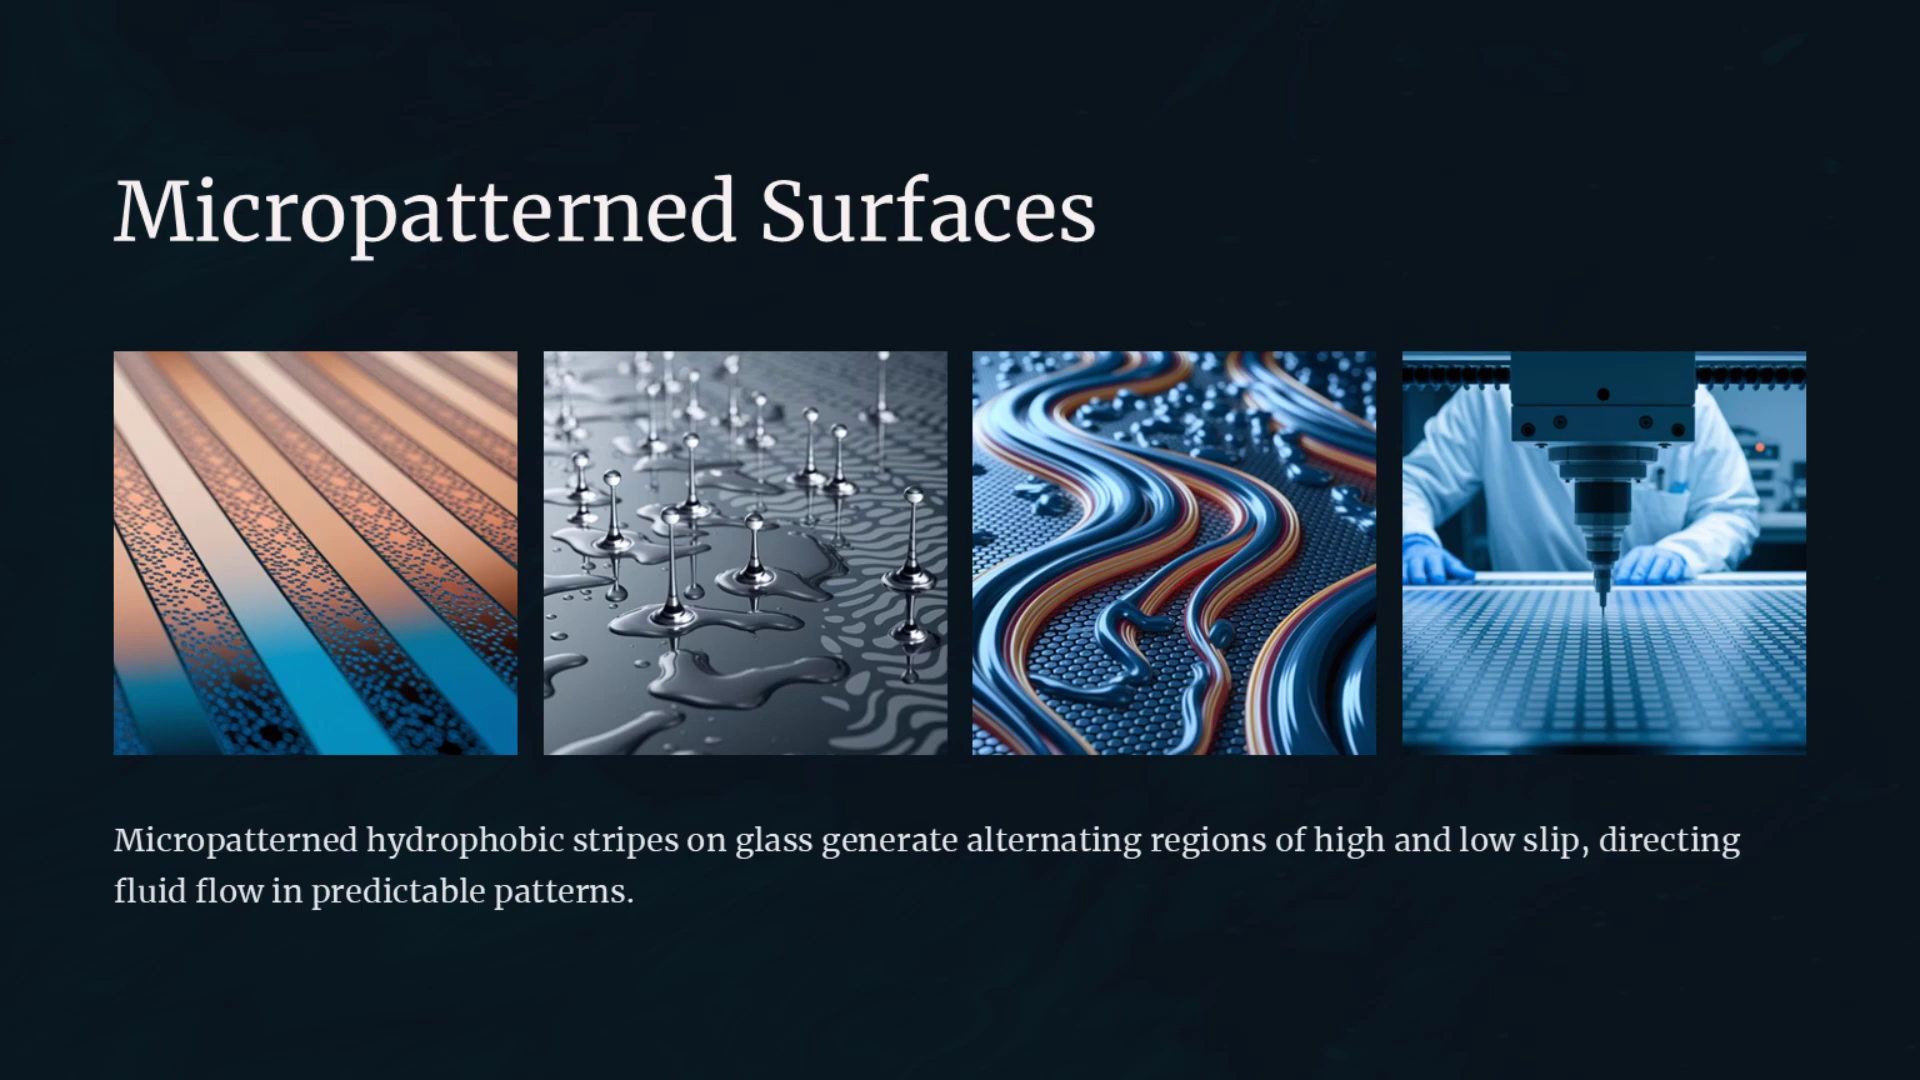 Micropatterned Surfaces
Micropatterned hydrophobic stripes on glass generate alternating regions of high and low slip, directing
fluid flow in predictable patterns.